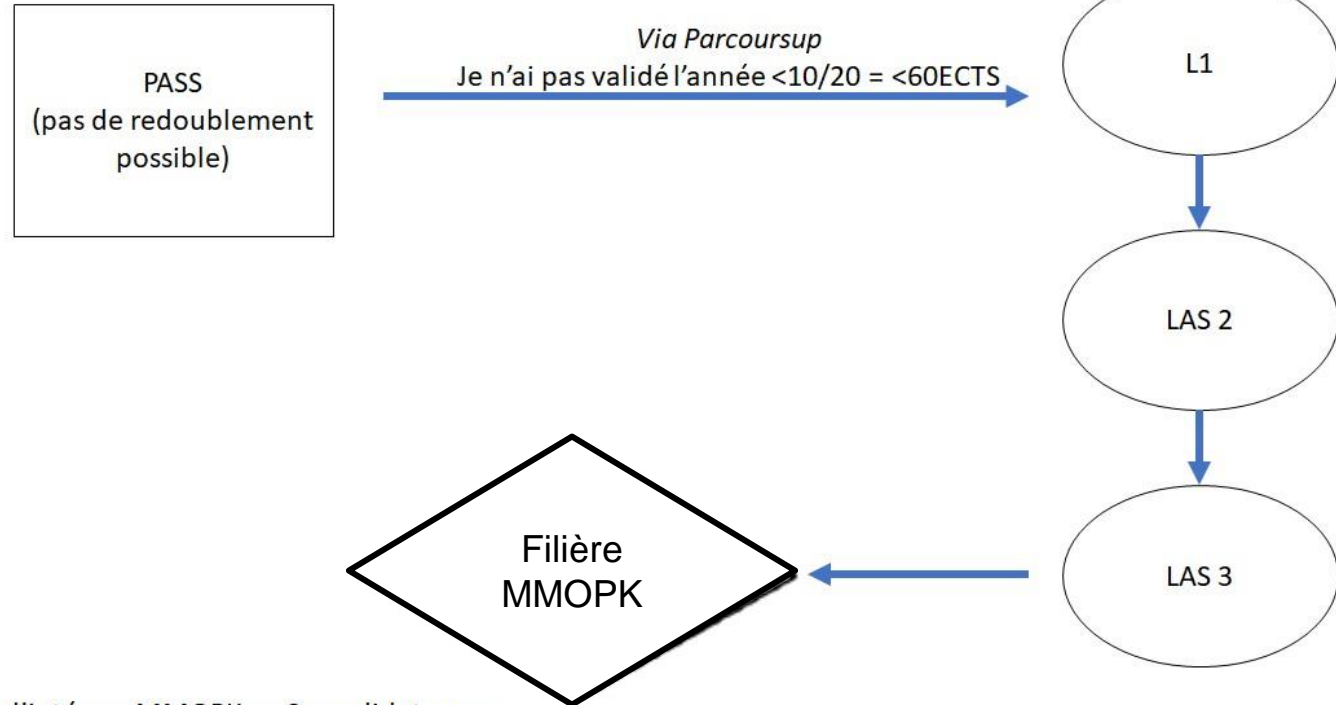 PASS
(pas de redoublement
possible)
Via Parcoursup
Je n'ai pas validé l'année <10/20 = <60ECTS
L1
LAS 2
LAS 3
Filière
MMOPK